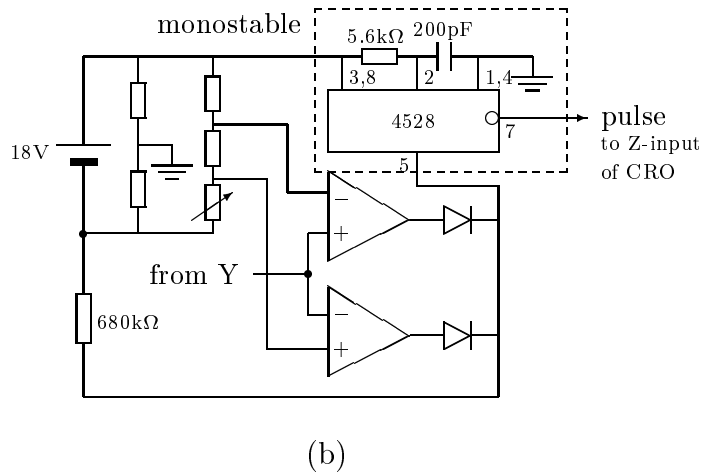 monostable
5.6kΩ
200pF
3,8
2
1,4
4528
7
pulse
to Z-input
of CRO
18V
5
−
+
from Y
−
+
680kΩ
(b)